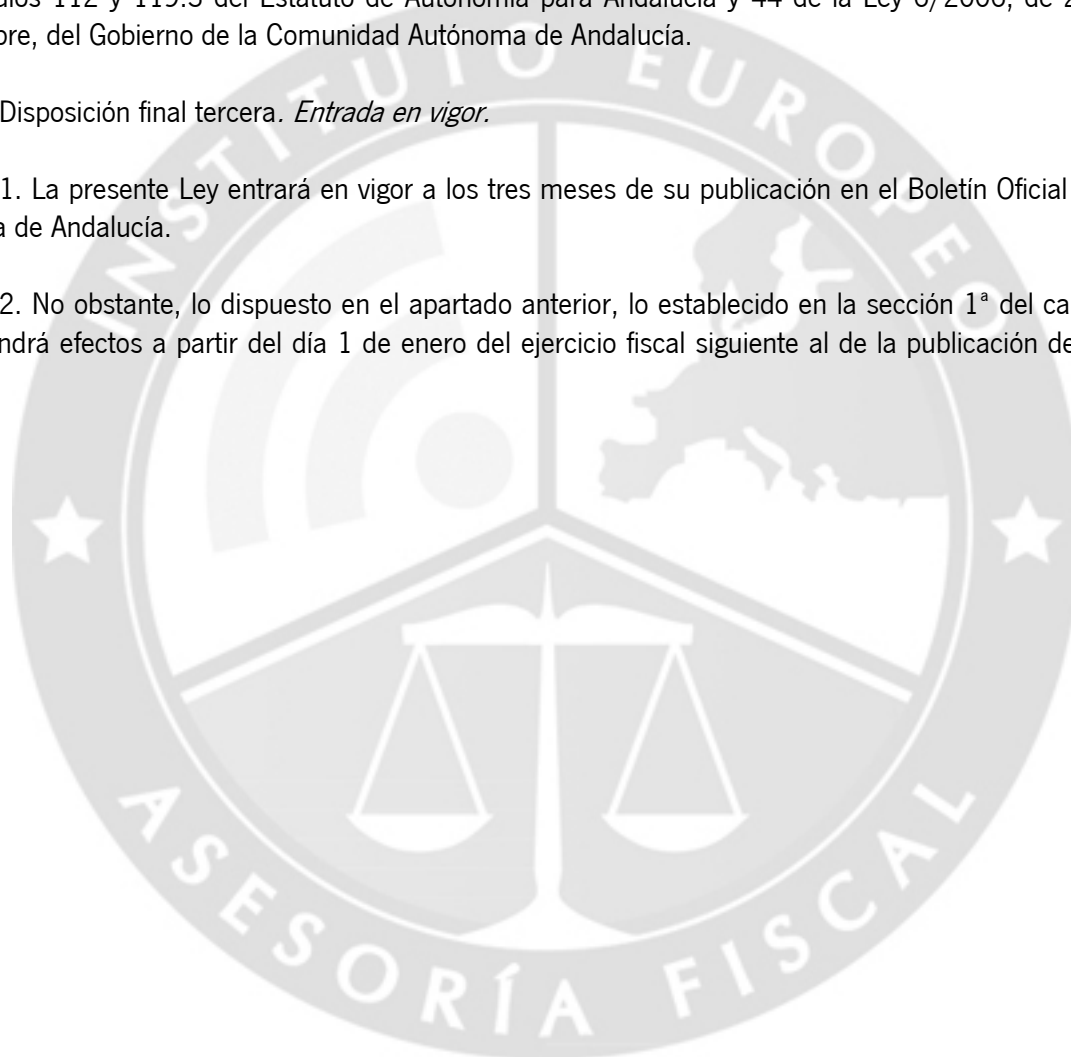 112 y 119.3 del Estatuto de Autonomía para Andalucía y 44 de la Ley 6/2006, de
del Gobierno de la Comunidad Autónoma de Andalucía.
Disposición final tercera. Entrada en vigor.
1. La presente Ley entrará en vigor a los tres meses de su publicación en el Boletín Oficial
de Andalucía.
2. No obstante, lo dispuesto en el apartado anterior, lo establecido en la sección 1ª del
efectos a partir del día 1 de enero del ejercicio fiscal siguiente al de la publicación
INSTITUTO EUROPEO
ASESORÍA FISCAL